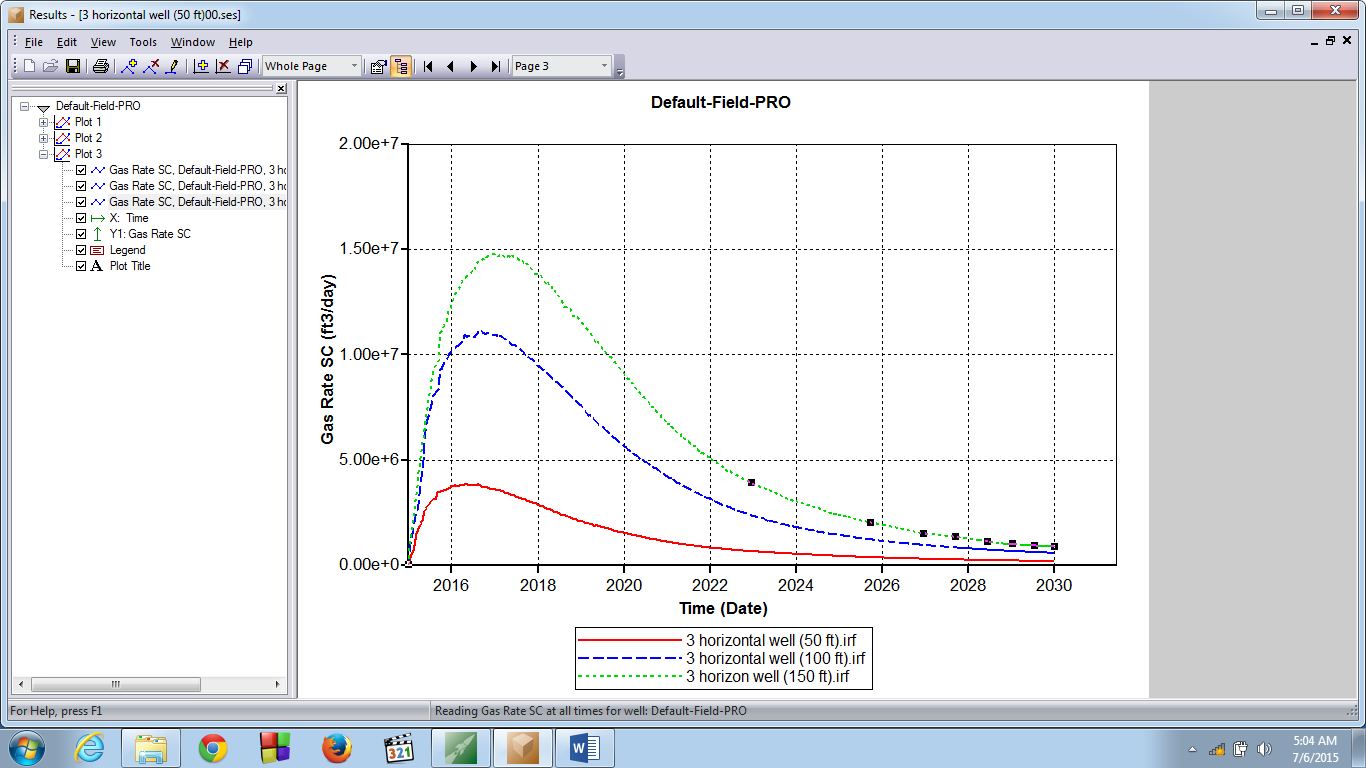 Results - [3 horizontal well (50 ft)00.ses]
File Edit View Tools Window Help
Whole Page
Page 3
Default-Field-PRO
Plot 1
Plot 2
Plot 3
Gas Rate SC, Default-Field-PRO, 3 ho
Gas Rate SC, Default-Field-PRO, 3 ho
Gas Rate SC, Default-Field-PRO, 3 ho
X: Time
Y1: Gas Rate SC
Legend
A Plot Title
Default-Field-PRO
2.00e+7
1.50e+7
1.00e+7
5.00e+6
0.00e+0
Gas Rate SC (ft3/day)
2016 2018 2020 2022 2024 2026 2028 2030
Time (Date)
3 horizontal well (50 ft).irf
3 horizontal well (100 ft).irf
3 horizon well (150 ft).irf
For Help, press F1
Reading Gas Rate SC at all times for well: Default-Field-PRO
321
W
5:04 AM
7/6/2015